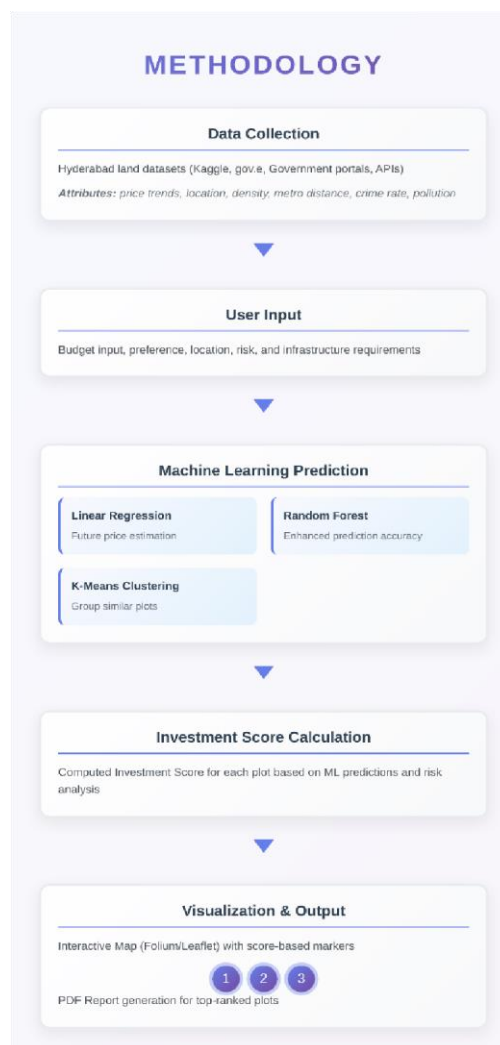 METHODOLOGY
Data Collection
Hyderabad land datasets (Kaggle, gov.e, Government portals, APIs)
Attributes: price trends, location, density, metro distance, crime rate, pollution
User Input
Budget input, preference, location, risk, and infrastructure requirements
Machine Learning Prediction
Linear Regression
Future price estimation
Random Forest
Enhanced prediction accuracy
K-Means Clustering
Group similar plots
Investment Score Calculation
Computed Investment Score for each plot based on ML predictions and risk
analysis
Visualization & Output
Interactive Map (Folium/Leaflet) with score-based markers
1 2 3
PDF Report generation for top-ranked plots